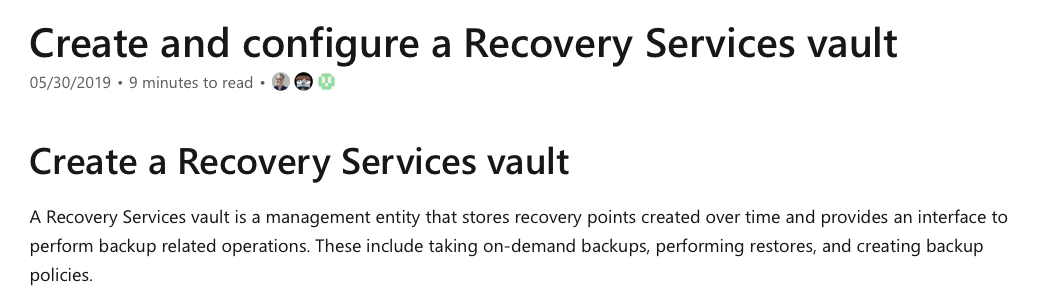 Create and configure a Recovery Services vault
05/30/2019 • 9 minutes to read •
Create a Recovery Services vault
A Recovery Services vault is a management entity that stores recovery points created over time and provides an interface to
perform backup related operations. These include taking on-demand backups, performing restores, and creating backup
policies.